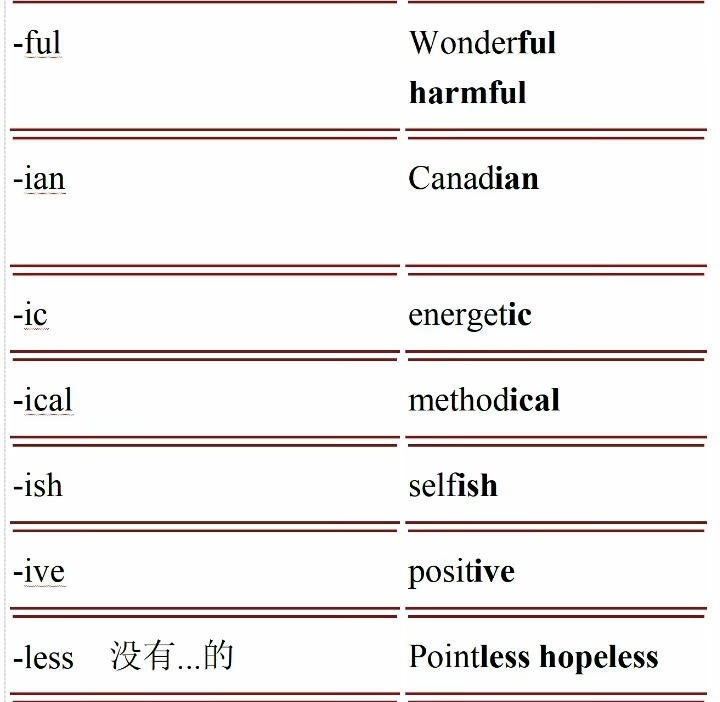 -ful Wonderful
harmful
-ian Canadian
-ic energetic
-ical methodical
-ish selfish
-ive positive
-less 没有...的 Pointless hopeless